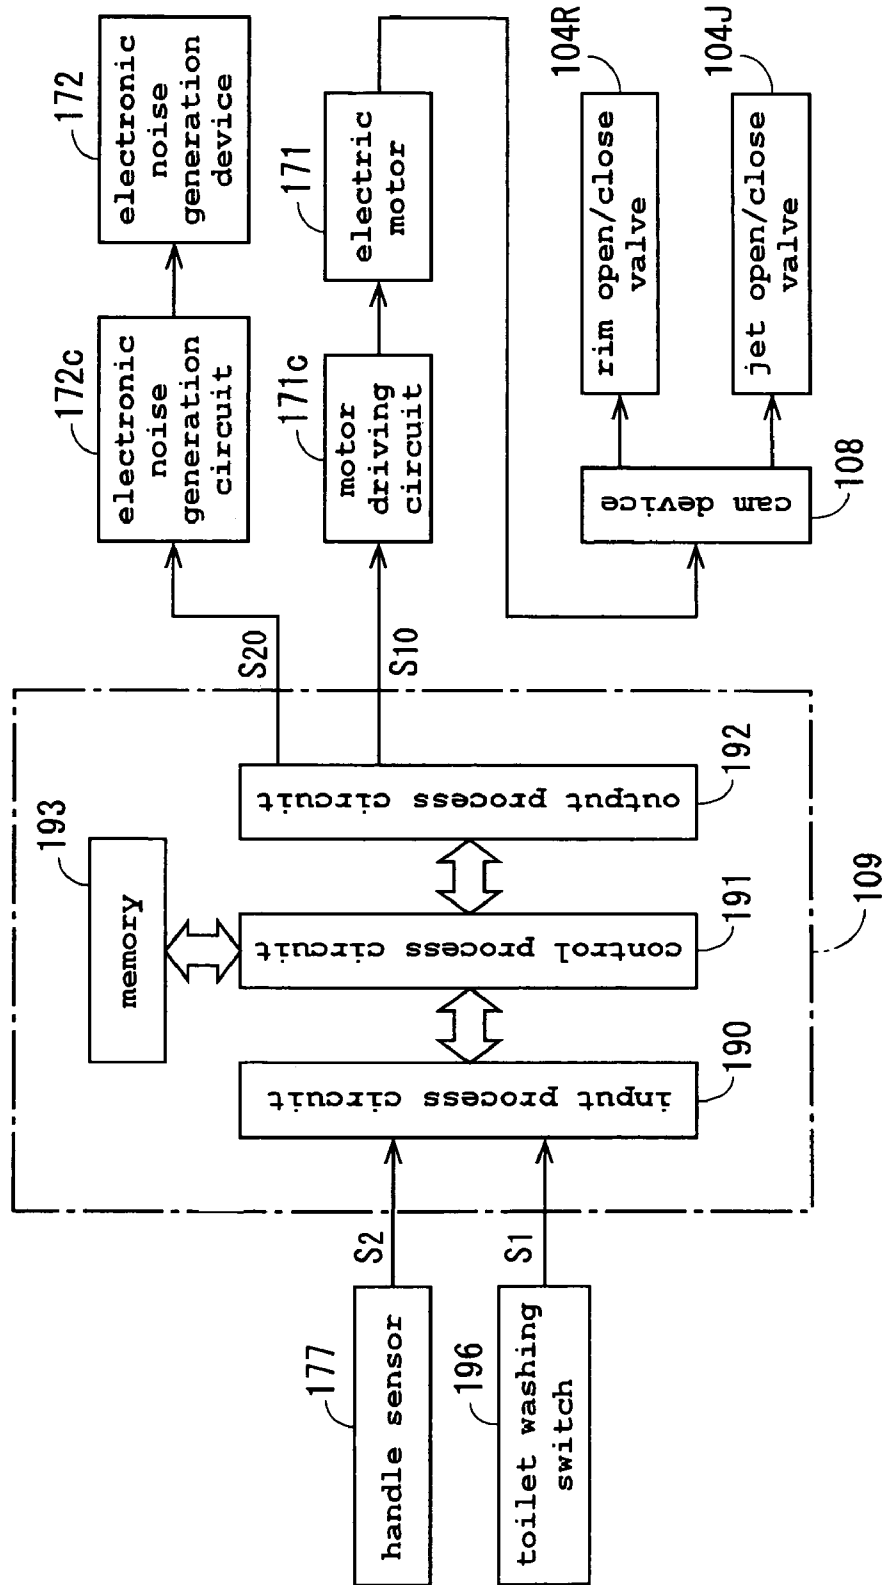 handle sensor
177
S2
toilet washing
switch
196
S1
input process circuit
190
control process circuit
191
memory
193
output process circuit
192
109
S20
S10
electronic
noise
generation
circuit
172c
electronic
noise
generation
device
172
motor
driving
circuit
171c
electric
motor
171
cam device
108
rim open/close
valve
104R
jet open/close
valve
104J